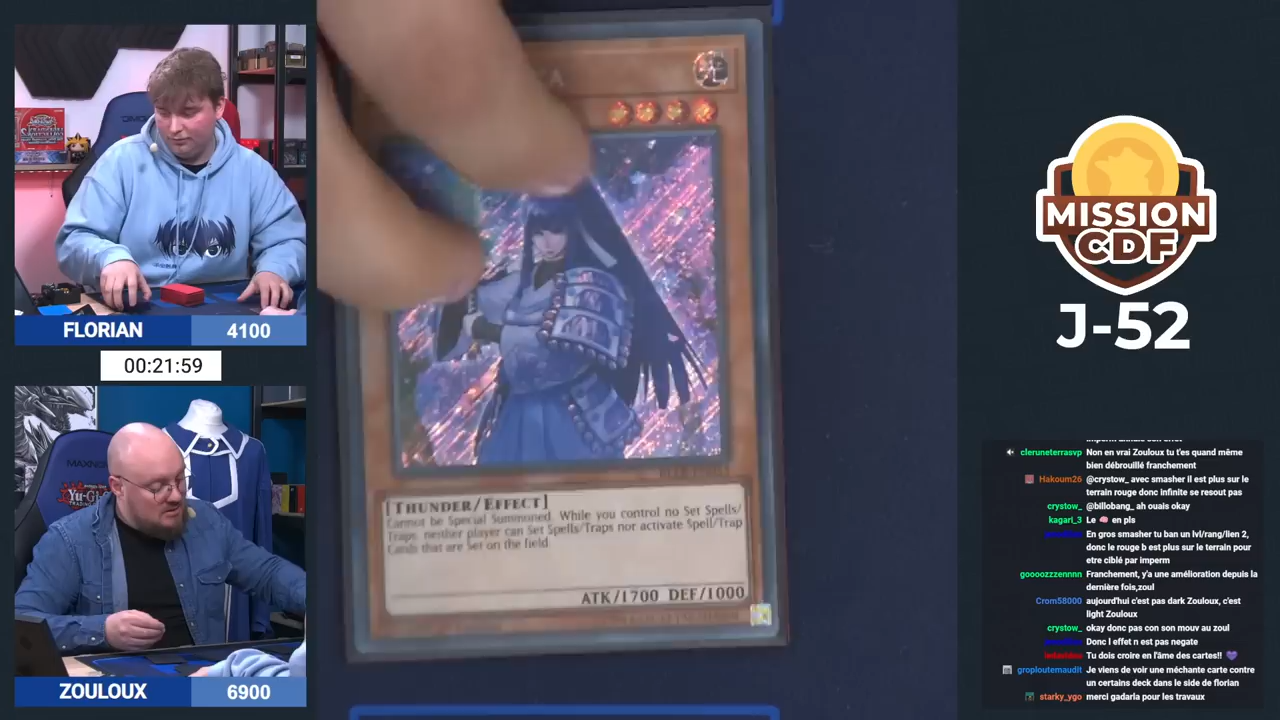 FLORIAN
4100
00:21:59
MAXNOMIC
Yu-Gi-Oh!
ZOULOUX
6900
[THUNDER/EFFECT]
Cannot be Special Summoned. While you control no Set Spells/
Traps, neither player can Set Spells/Traps nor activate Spell/Trap
Cards that are Set on the field.
ATK/1700 DEF/1000
MISSION
CDF
J-52
cleruneterrasvp Non en vrai Zouloux tu t'es quand même
bien débrouillé franchement
Hakoum26 @crystow_ avec smasher il est plus sur le
terrain rouge donc infinite se resout pas
crystow_ @billobang_ ah ouais okay
kagari_3 Le 🧠 en pls
En gros smasher tu ban un lvl/rang/lien 2,
donc le rouge b est plus sur le terrain pour
etre ciblé par imperm
goooozzzennnn Franchement, y'a une amélioration depuis la
dernière fois,zoul
Crom58000 aujourd'hui c'est pas dark Zouloux, c'est
light Zouloux
crystow_ okay donc pas con son mouv au zoul
Donc l effet n est pas negate
Tu dois croire en l'âme des cartes!! 💜
groploutemaudit Je viens de voir une méchante carte contre
un certains deck dans le side de florian
starky_ygo merci gadarla pour les travaux